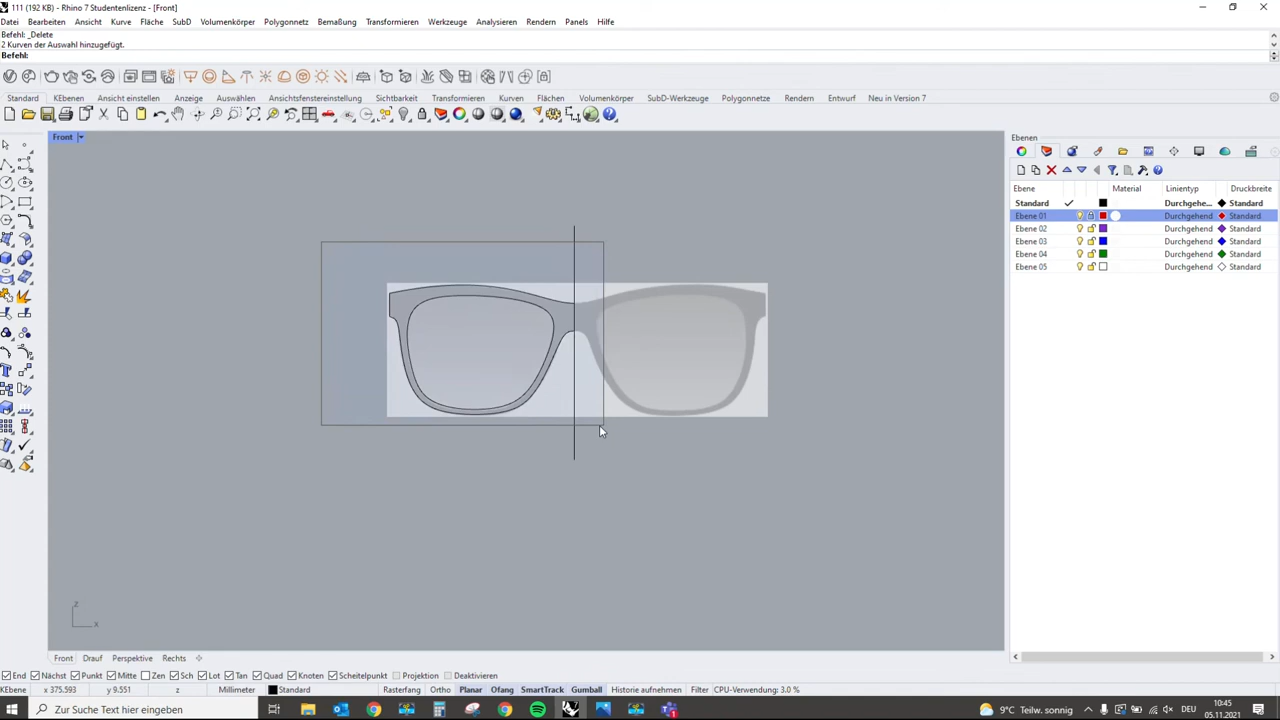 111 (192 KB) - Rhino 7 Studentenlizenz - [Front]
Datei Bearbeiten Ansicht Kurve Fläche SubD Volumenkörper Polygonnetz Bemaßung Transformieren Werkzeuge Analysieren Rendern Panels Hilfe
Befehl: _Delete
2 Kurven der Auswahl hinzugefügt.
Befehl:
Standard KEbenen Ansicht einstellen Anzeige Auswählen Ansichtsfenstereinstellung Sichtbarkeit Transformieren Kurven Flächen Volumenkörper SubD-Werkzeuge Polygonnetze Rendern Entwurf Neu in Version 7
Front
Ebenen
Ebene Material Linientyp Druckbreite
Standard Durchgehe... Standard
Ebene 01 Durchgehend Standard
Ebene 02 Durchgehend Standard
Ebene 03 Durchgehend Standard
Ebene 04 Durchgehend Standard
Ebene 05 Durchgehend Standard
z
x
Front Drauf Perspektive Rechts
End Nächst Punkt Mitte Zen Sch Lot Tan Quad Knoten Scheitelpunkt Projektion Deaktivieren
KEbene x 375.593 y 9.551 z Millimeter Standard Rasterfang Ortho Planar Ofang SmartTrack Gumball Historie aufnehmen Filter CPU-Verwendung: 3.0 %
Zur Suche Text hier eingeben
9°C Teilw. sonnig
DEU
10:45
05.11.2021